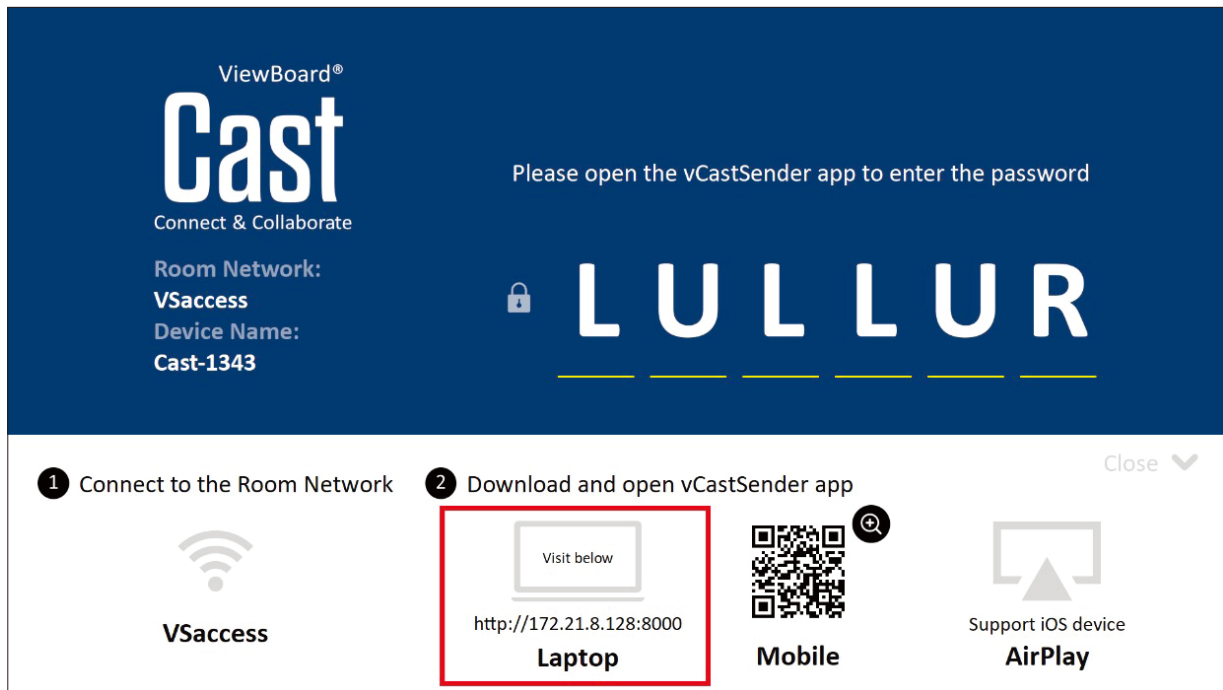 ViewBoard®
Cast
Connect & Collaborate
Room Network:
VSaccess
Device Name:
Cast-1343
Please open the vCastSender app to enter the password
L U L L U R
Close
1 Connect to the Room Network
VSaccess
2 Download and open vCastSender app
Visit below
http://172.21.8.128:8000
Laptop
Mobile
Support iOS device
AirPlay